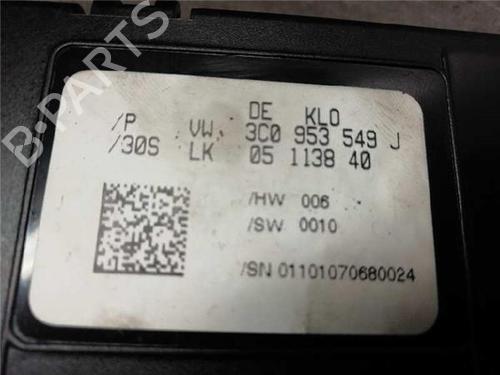 DE KLO
/P VW 3C0 953 549 J
/30S LK 05 1138 40
/HW 006
/SW 0010
/SN 01101070680024
B-PARTS